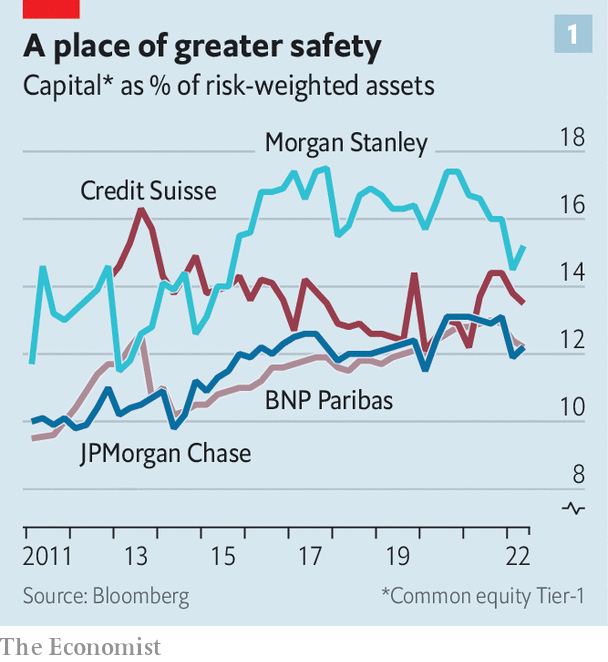 A place of greater safety
1
Capital* as % of risk-weighted assets
18
Morgan Stanley
Credit Suisse
16
14
12
BNP Paribas
10
JPMorgan Chase
8
2011 13 15 17 19 22
Source: Bloomberg *Common equity Tier-1
The Economist